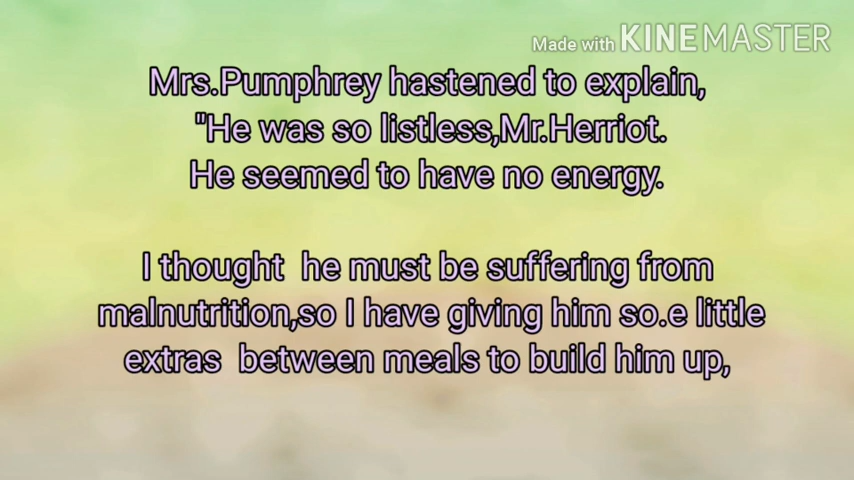 Made with KINEMASTER
Mrs.Pumphrey hastened to explain,
"He was so listless,Mr.Herriot.
He seemed to have no energy.
I thought he must be suffering from
malnutrition,so I have giving him so.e little
extras between meals to build him up,